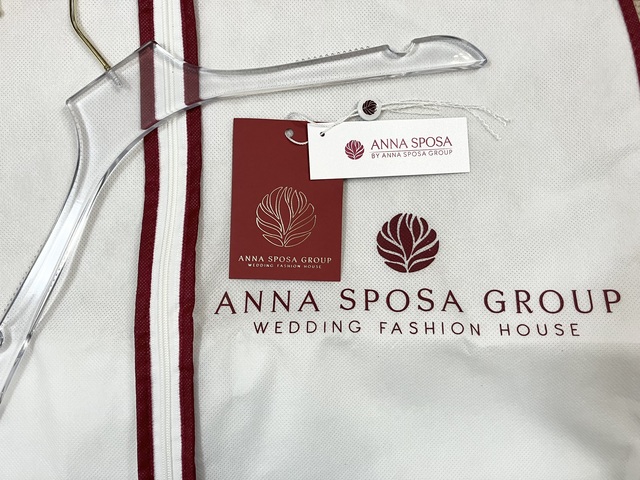 ANNA SPOSA
BY ANNA SPOSA GROUP
ANNA SPOSA GROUP
WEDDING FASHION HOUSE
ANNA SPOSA GROUP
WEDDING FASHION HOUSE